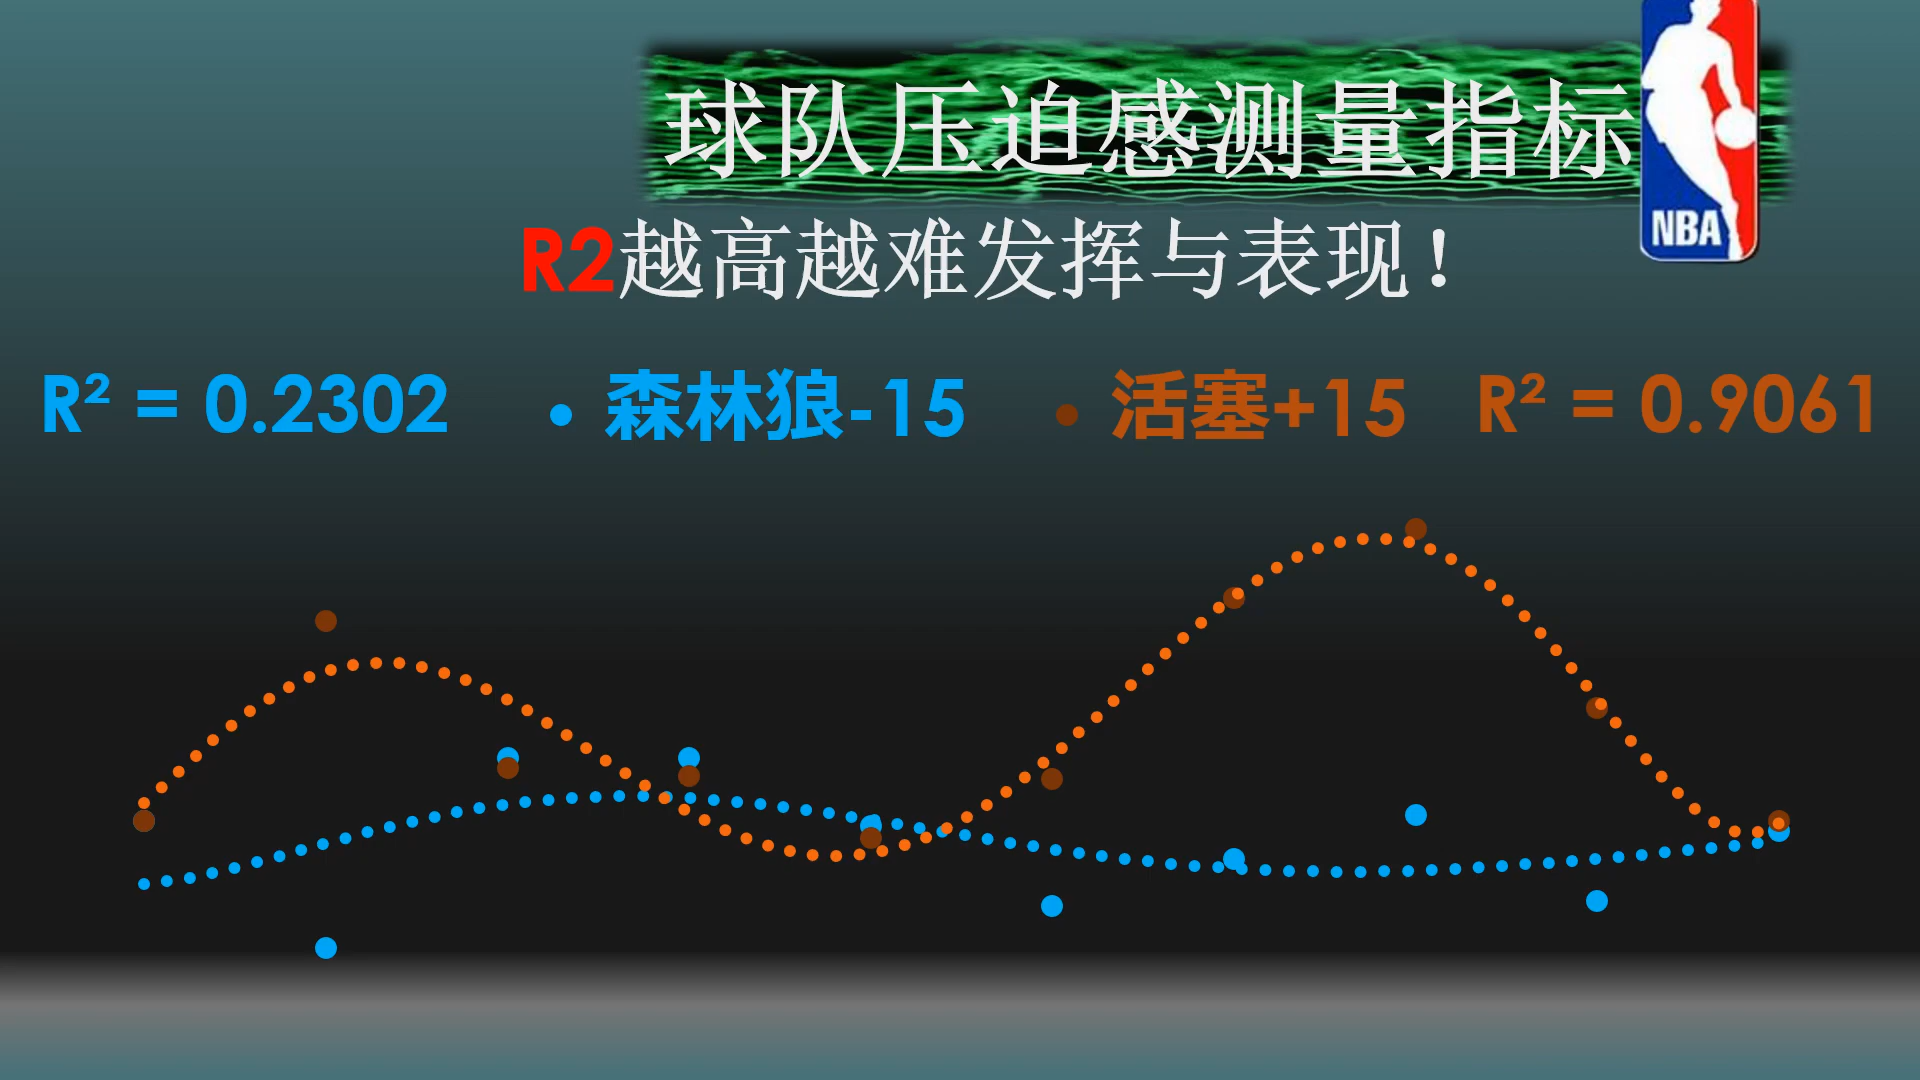 球队压迫感测量指标
NBA
R2越高越难发挥与表现！
R² = 0.2302 森林狼-15 活塞+15 R² = 0.9061